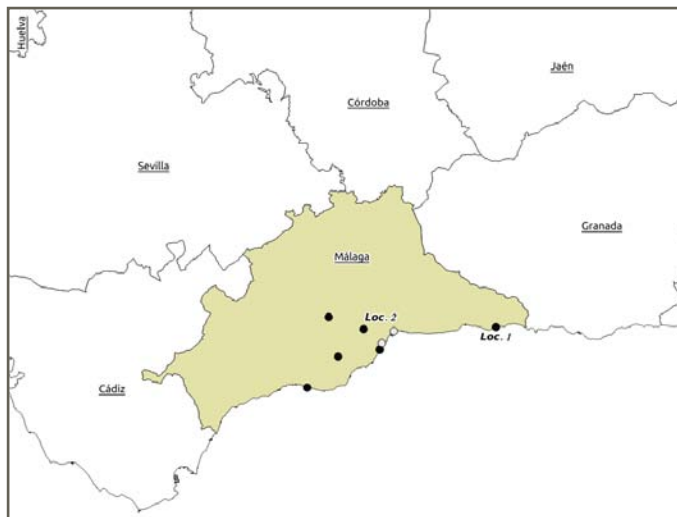 Huelva
Jaén
Córdoba
Sevilla
Granada
Málaga
Loc. 2
Loc. 1
Cádiz